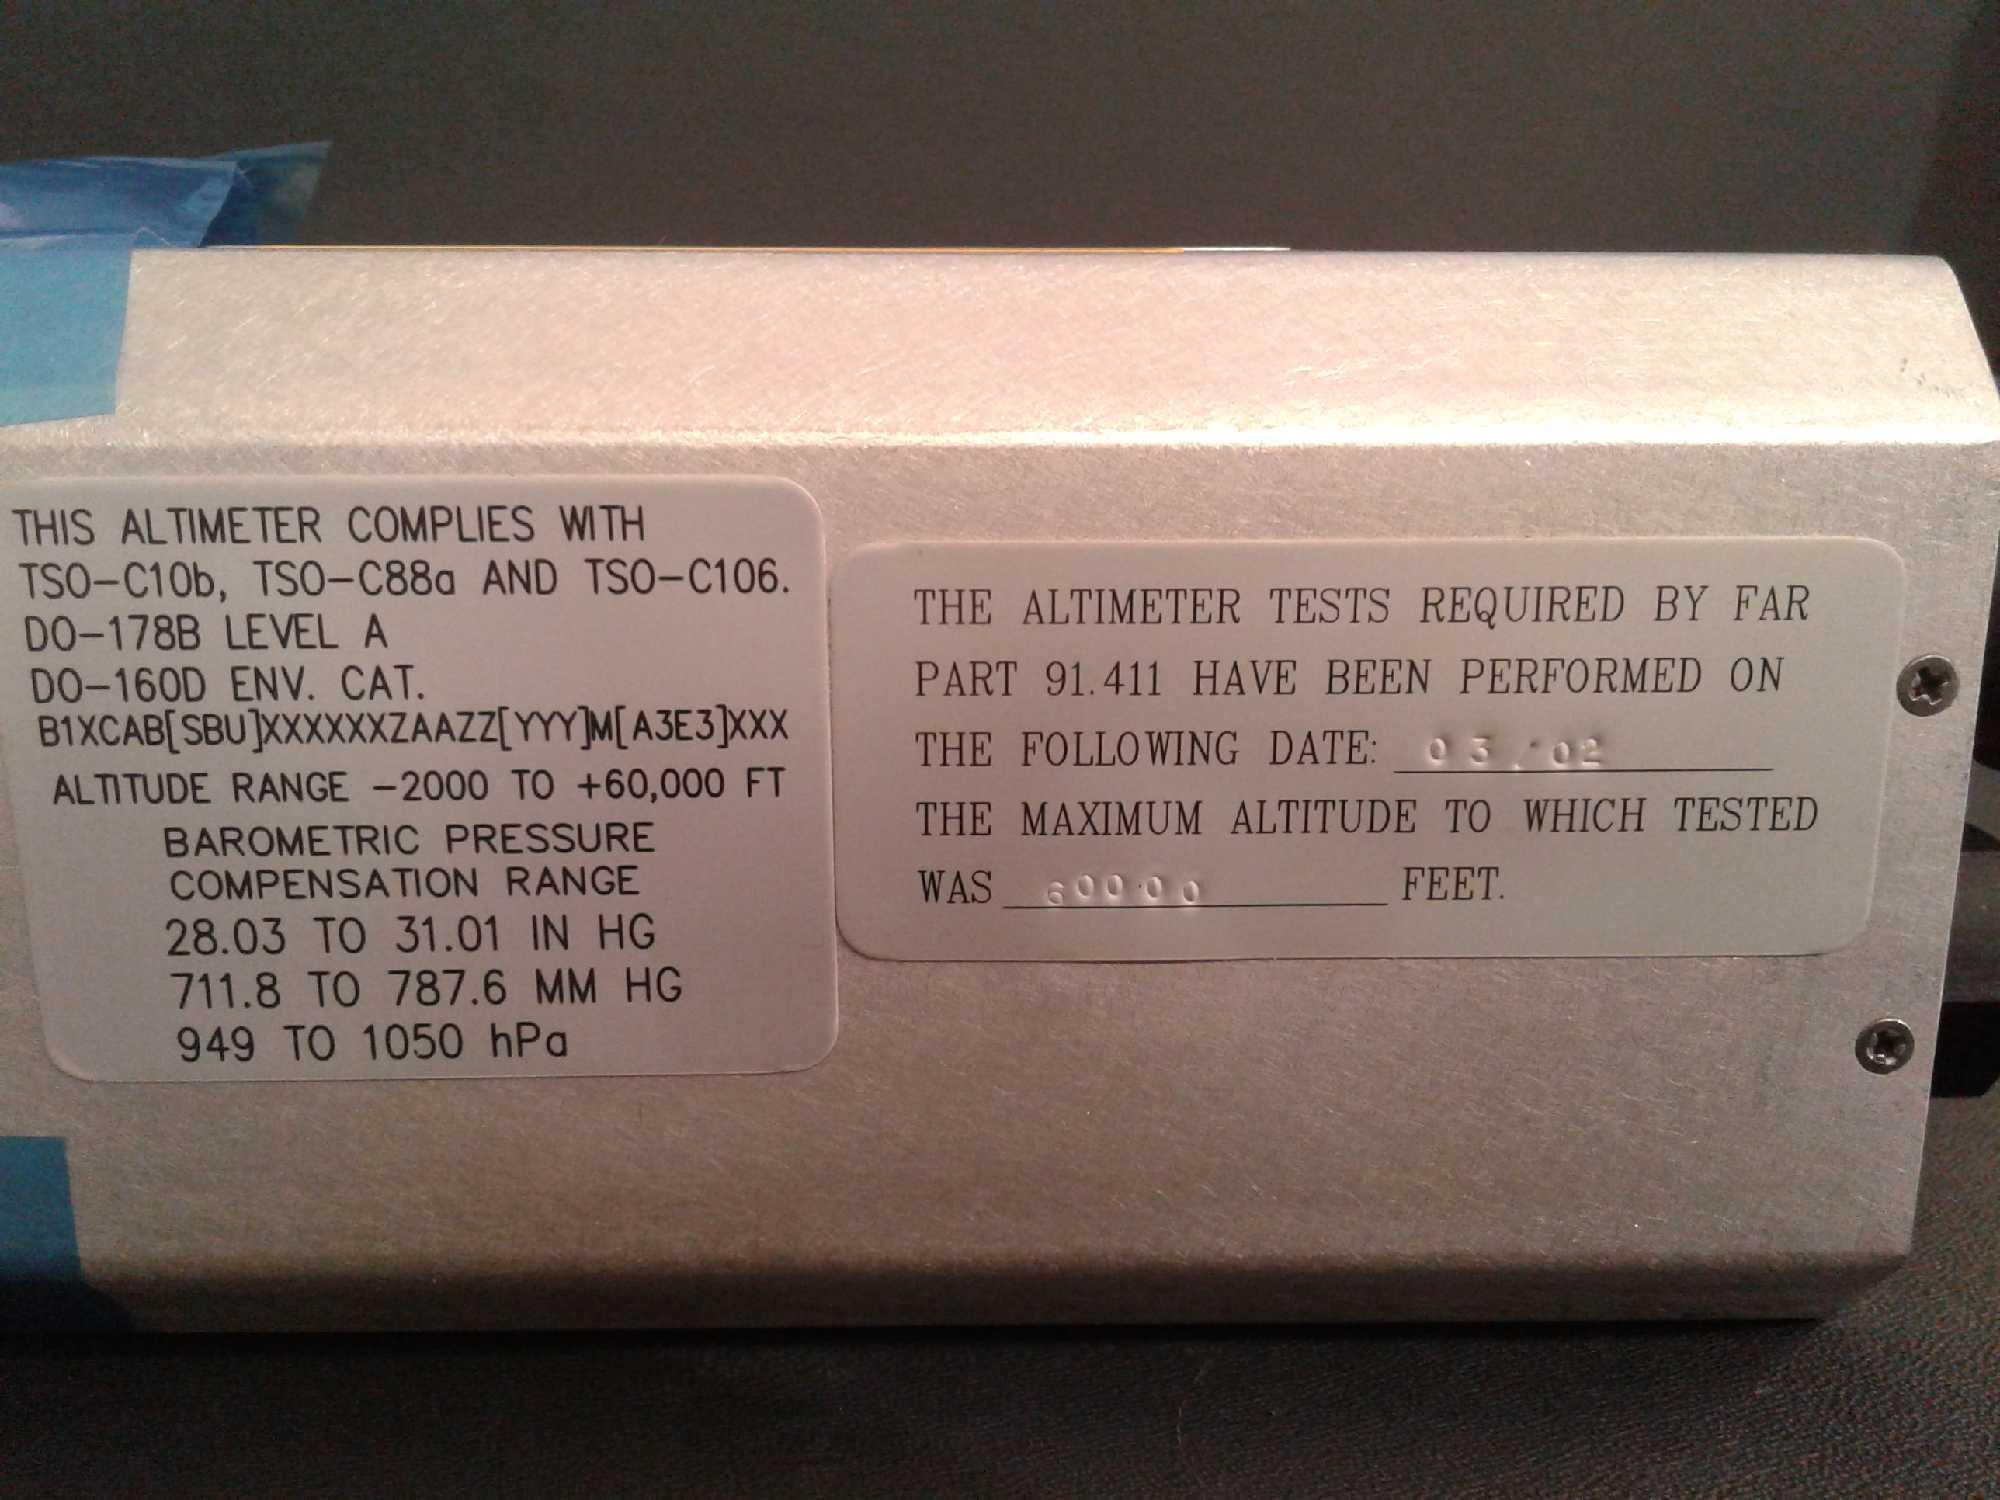 THIS ALTIMETER COMPLIES WITH
TSO-C10b, TSO-C88a AND TSO-C106.
DO-178B LEVEL A
DO-160D ENV. CAT.
B1XCAB[SBU]XXXXXXZAAZZ[YYY]M[A3E3]XXX
ALTITUDE RANGE -2000 TO +60,000 FT
BAROMETRIC PRESSURE
COMPENSATION RANGE
28.03 TO 31.01 IN HG
711.8 TO 787.6 MM HG
949 TO 1050 hPa
THE ALTIMETER TESTS REQUIRED BY FAR
PART 91.411 HAVE BEEN PERFORMED ON
THE FOLLOWING DATE: 03/02
THE MAXIMUM ALTITUDE TO WHICH TESTED
WAS 60000 FEET.